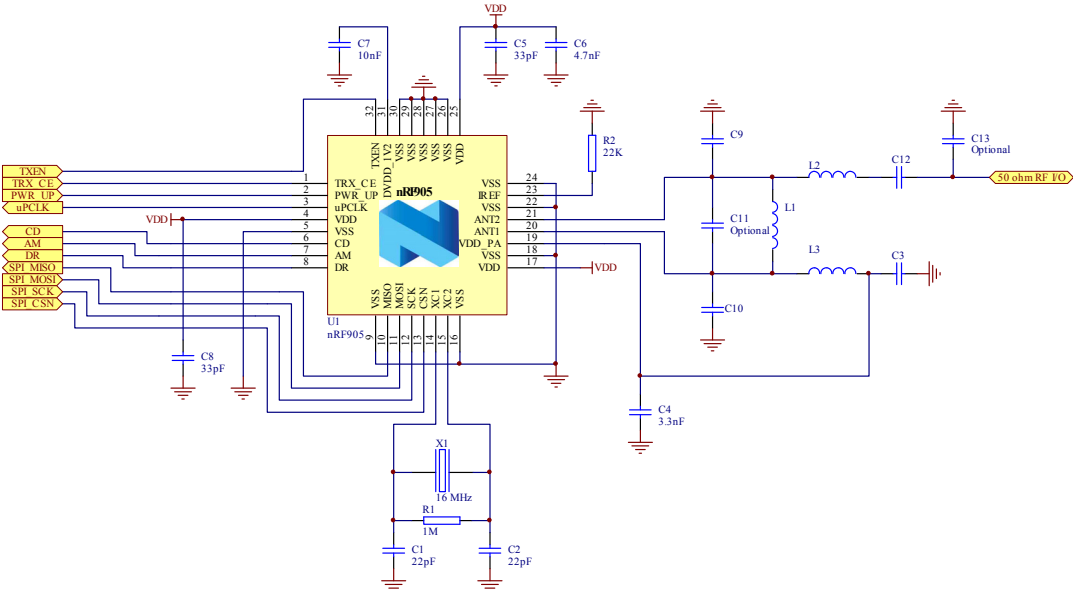 VDD
C7
10nF
C5
33pF
C6
4.7nF
32
31
30
29
28
27
26
25
TXEN
DVDD_1V2
VSS
VSS
VSS
VSS
VSS
VDD
R2
22K
C9
C13
Optional
L2
C12
50 ohm RF I/O
TXEN
TRX_CE
PWR_UP
uPCLK
CD
AM
DR
SPI_MISO
SPI_MOSI
SPI_SCK
SPI_CSN
VDD
1
2
3
4
5
6
7
8
TRX_CE
PWR_UP
uPCLK
VDD
VSS
CD
AM
DR
nRF905
VSS
IREF
VSS
ANT2
ANT1
VDD_PA
VSS
VDD
24
23
22
21
20
19
18
17
VDD
C11
Optional
L1
L3
C3
C10
VSS
MISO
MOSI
SCK
CSN
XC1
XC2
VSS
U1
nRF905
9
10
11
12
13
14
15
16
C8
33pF
C4
3.3nF
X1
16 MHz
R1
1M
C1
22pF
C2
22pF